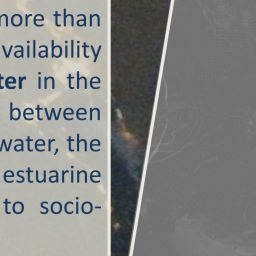 more than
vailability
ter in the
between
water, the
estuarine
to socio-